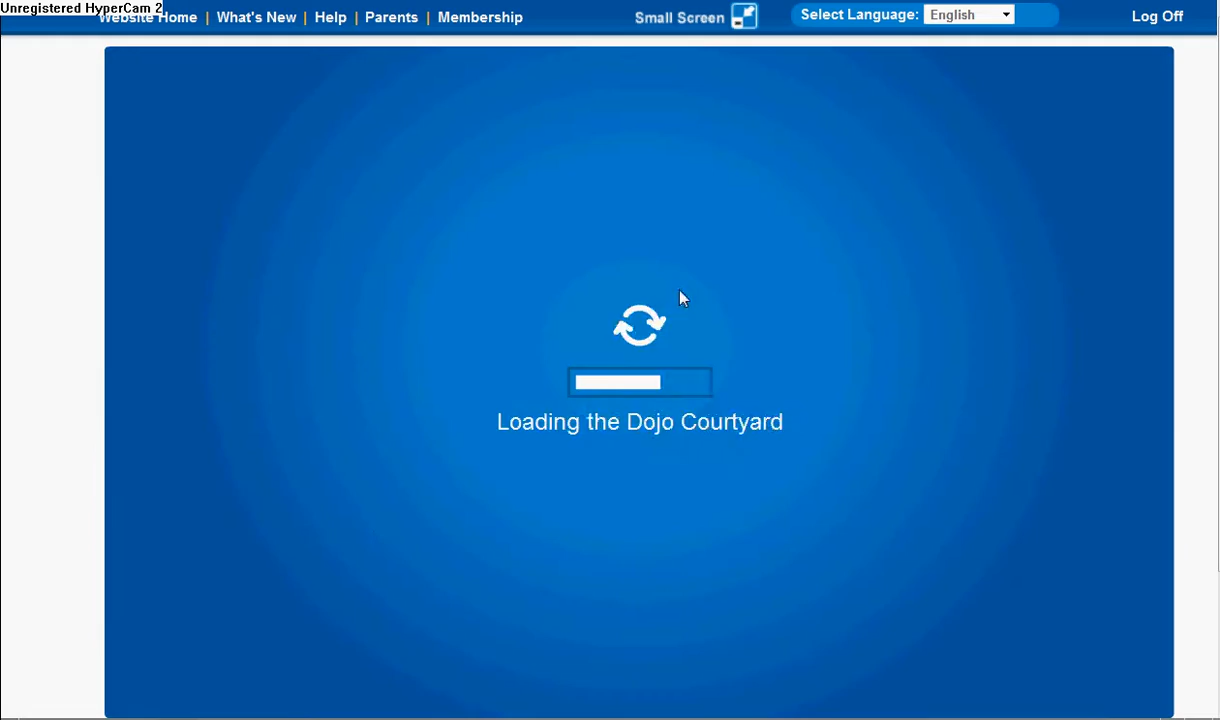 Unregistered HyperCam 2
Website Home | What's New | Help | Parents | Membership
Small Screen
Select Language: English
Log Off
Loading the Dojo Courtyard